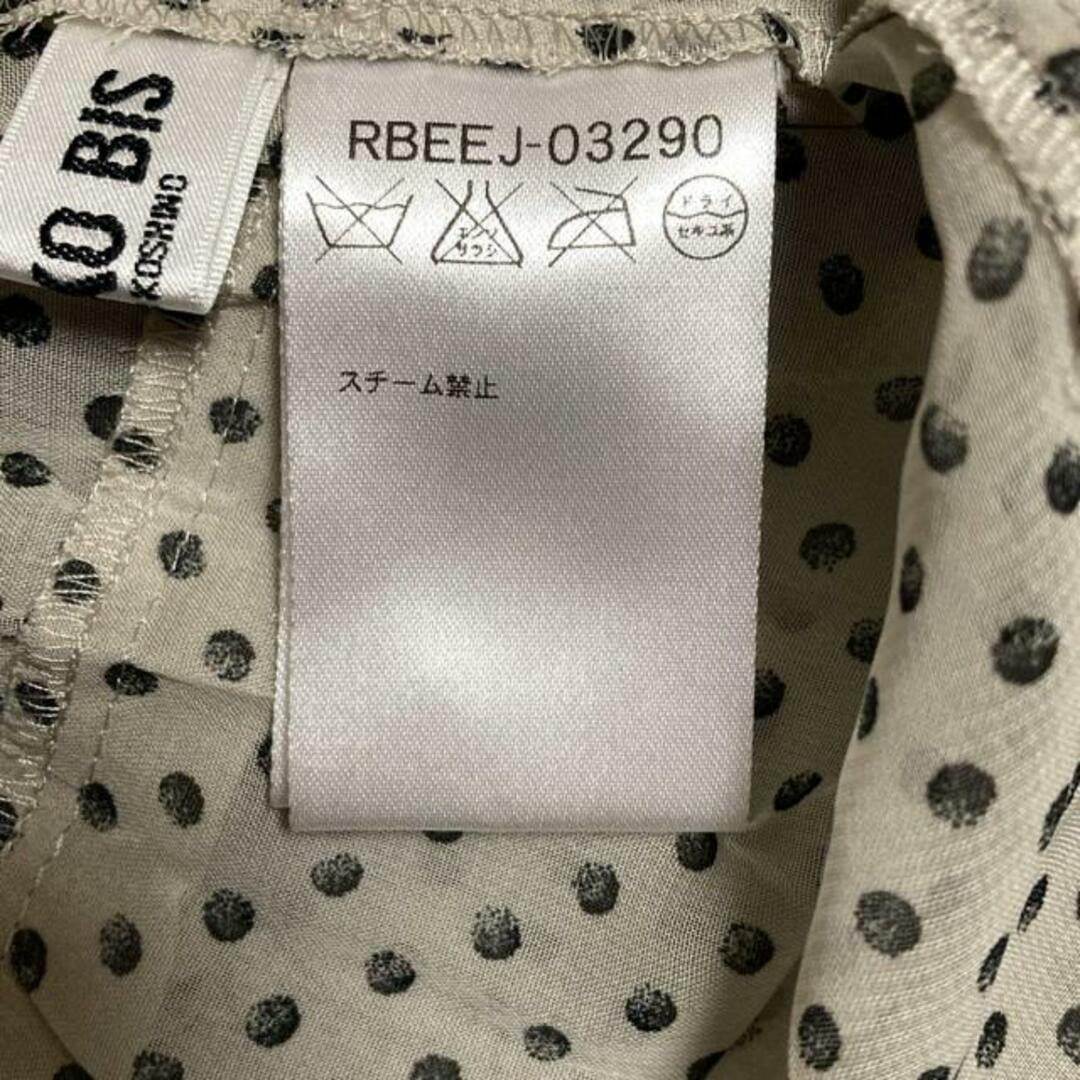 KO BIS
KOSHINO
RBEEJ-03290
エンソ
サラシ
ドライ
セキユ系
スチーム禁止